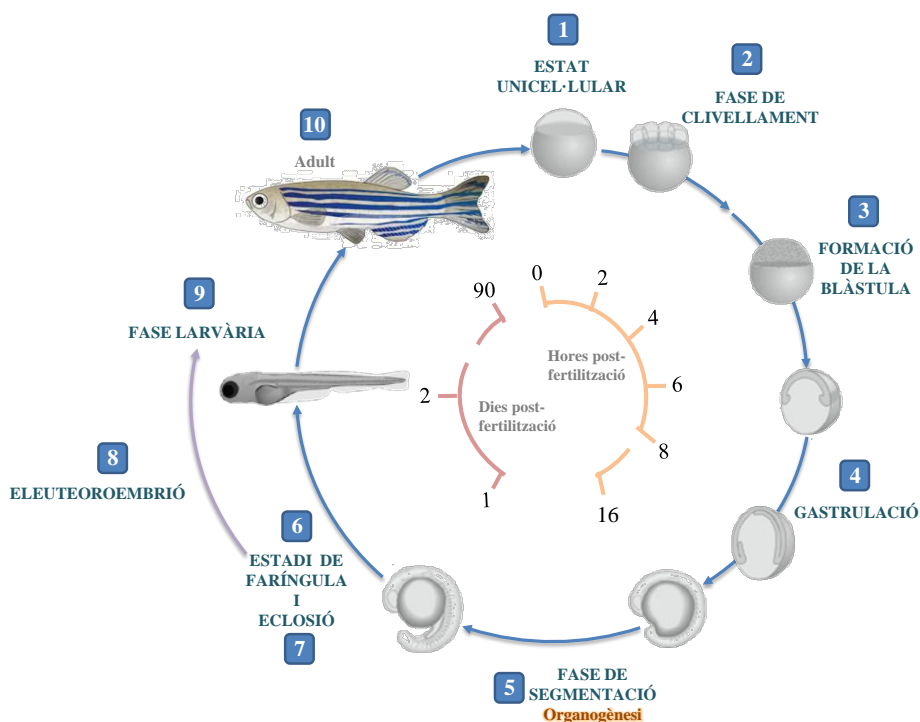 1
ESTAT
UNICEL·LULAR
2
FASE DE
CLIVELLAMENT
3
FORMACIÓ
DE LA
BLÀSTULA
4
GASTRULACIÓ
5
FASE DE
SEGMENTACIÓ
Organogènesi
6
ESTADI DE
FARÍNGULA
I
ECLOSIÓ
7
8
ELEUTEOROEMBRIÓ
9
FASE LARVÀRIA
10
Adult
0
2
4
6
8
16
Hores post-
fertilització
1
2
90
Dies post-
fertilització